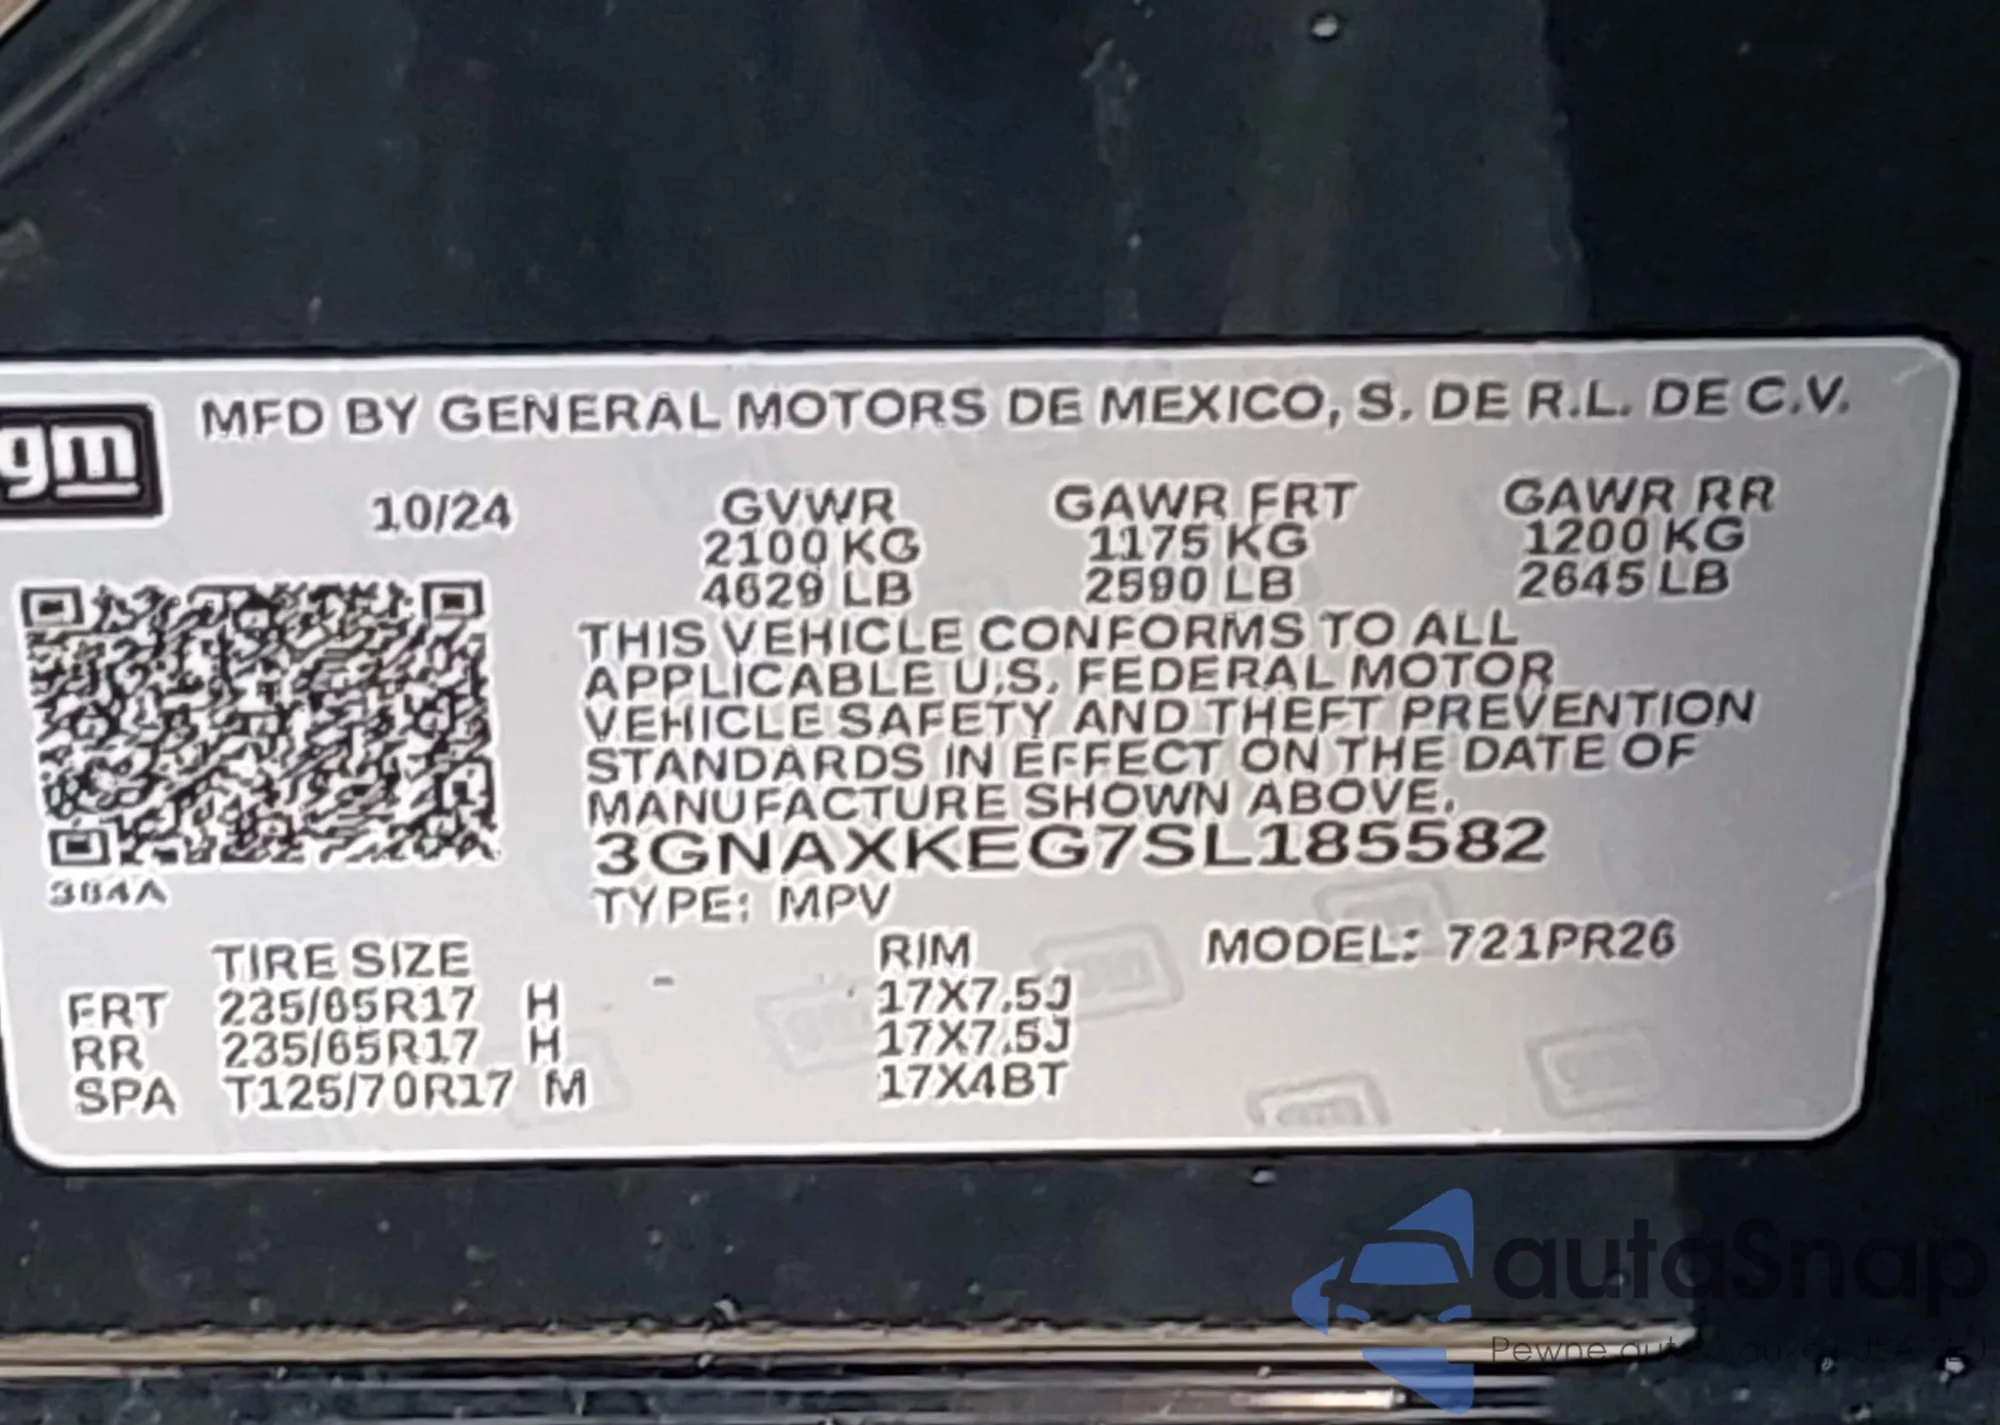 MFD BY GENERAL MOTORS DE MEXICO, S. DE R.L. DE C.V.
gm
10/24
GVWR GAWR FRT GAWR RR
2100 KG 1175 KG 1200 KG
4629 LB 2590 LB 2645 LB
THIS VEHICLE CONFORMS TO ALL
APPLICABLE U.S. FEDERAL MOTOR
VEHICLE SAFETY AND THEFT PREVENTION
STANDARDS IN EFFECT ON THE DATE OF
MANUFACTURE SHOWN ABOVE.
3GNAXKEG7SL185582
384A
TYPE: MPV
TIRE SIZE RIM MODEL: 721PR26
FRT 235/65R17 H 17X7.5J
RR 235/65R17 H 17X7.5J
SPA T125/70R17 M 17X4BT
autaSnap
Pewne auta z